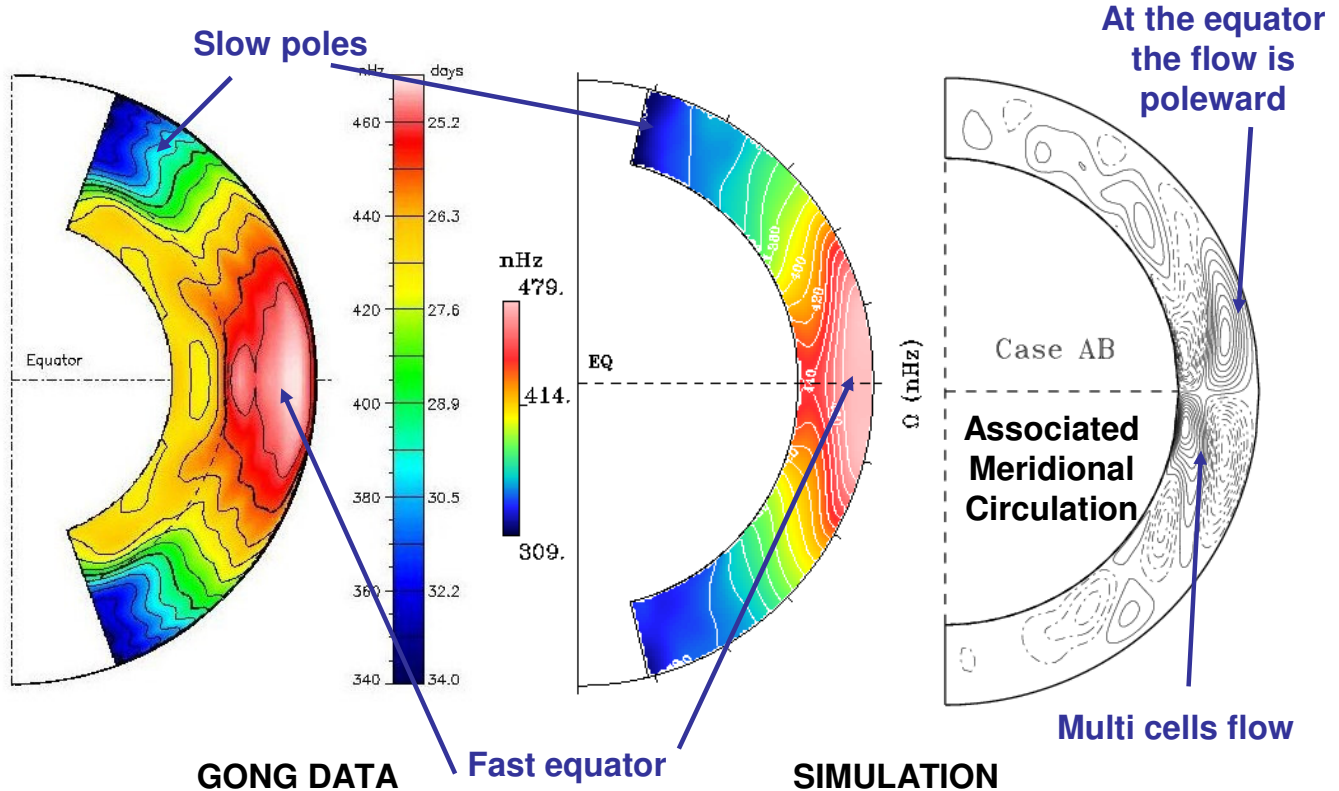 Slow poles
At the equator
the flow is
poleward
nHz
days
460
25.2
440
26.3
420
27.6
400
28.9
380
30.5
360
32.2
340
34.0
Equator
nHz
479.
414.
309.
EQ
380
400
420
440
Ω (nHz)
Case AB
Associated
Meridional
Circulation
Multi cells flow
Fast equator
GONG DATA
SIMULATION